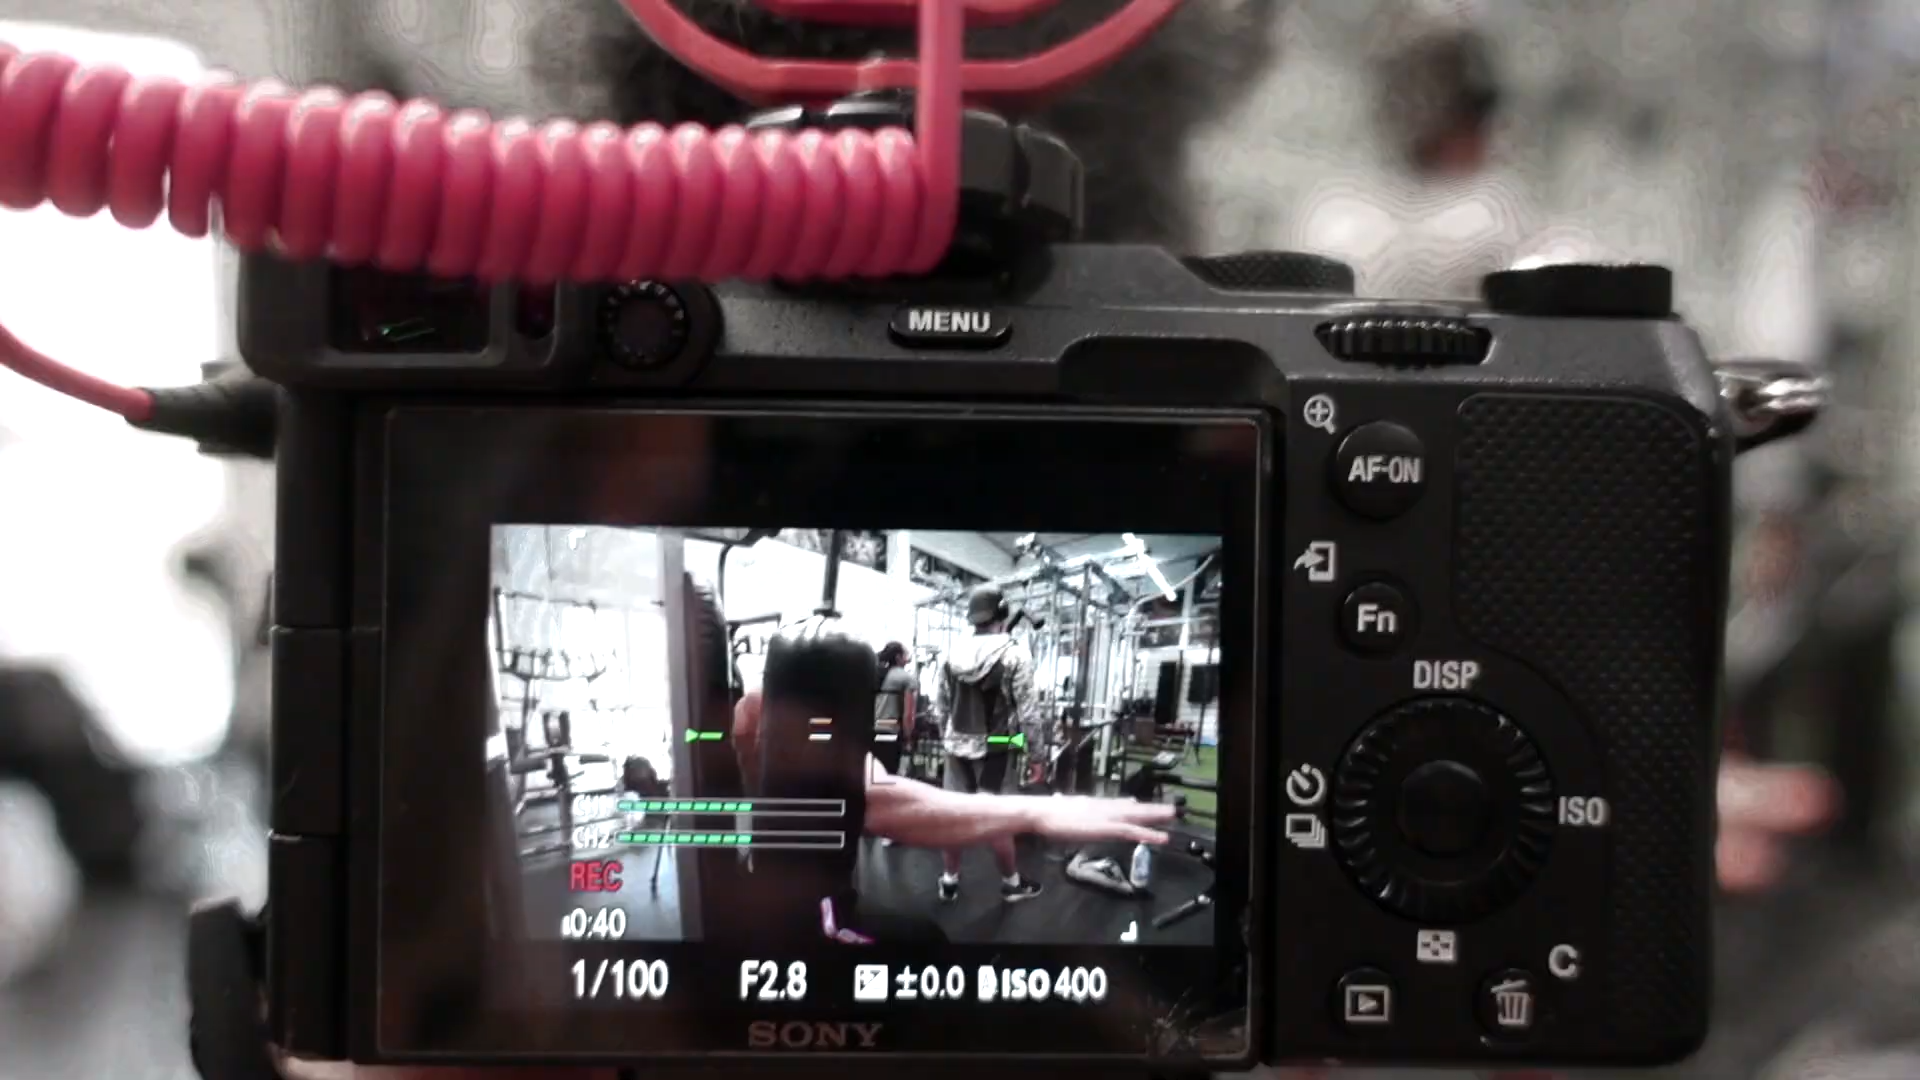 MENU
AF-ON
Fn
DISP
ISO
CH1
CH2
REC
0:40
1/100 F2.8 ±0.0 ISO 400
C
SONY